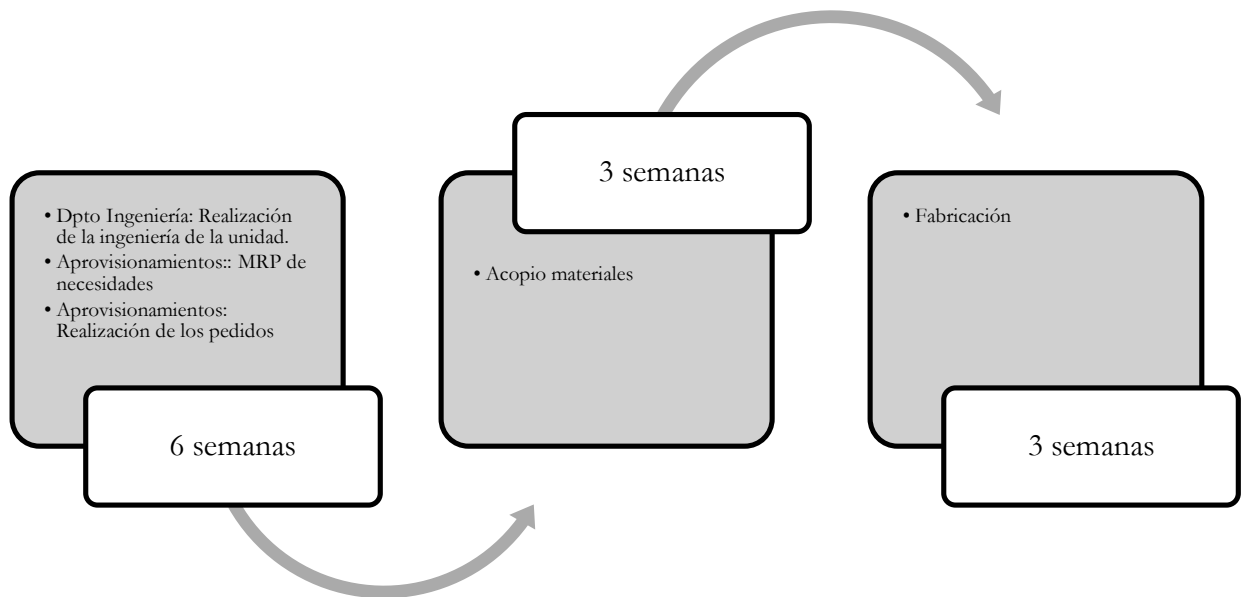 • Dpto Ingeniería: Realización
de la ingeniería de la unidad.
• Aprovisionamientos:: MRP de
necesidades
• Aprovisionamientos:
Realización de los pedidos
6 semanas
3 semanas
• Acopio materiales
• Fabricación
3 semanas